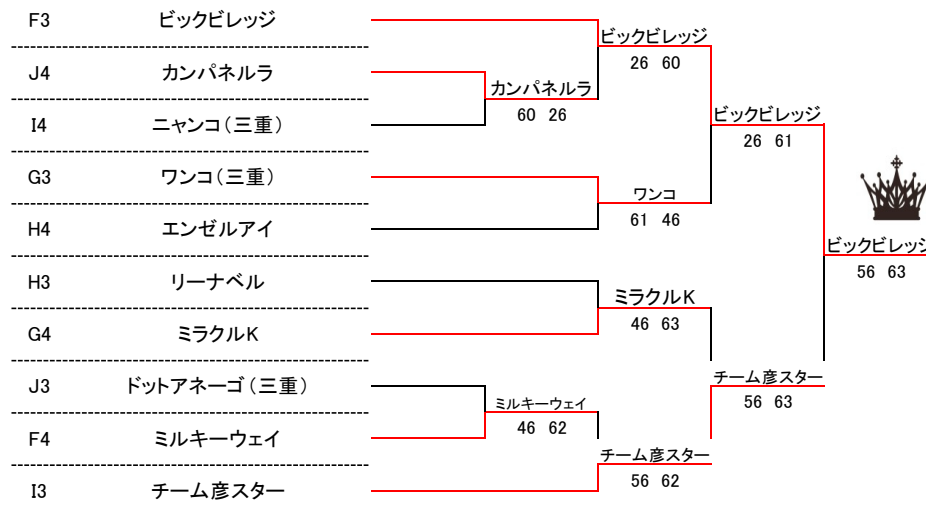 F3 ビックビレッジ
ビックビレッジ
26 60
J4 カンパネルラ
カンパネルラ
60 26
ビックビレッジ
26 61
I4 ニャンコ(三重)
G3 ワンコ(三重)
ワンコ
61 46
H4 エンゼルアイ
ビックビレッジ
56 63
H3 リーナベル
ミラクルK
46 63
G4 ミラクルK
J3 ドットアネーゴ(三重)
チーム彦スター
56 63
ミルキーウェイ
46 62
F4 ミルキーウェイ
チーム彦スター
56 62
I3 チーム彦スター